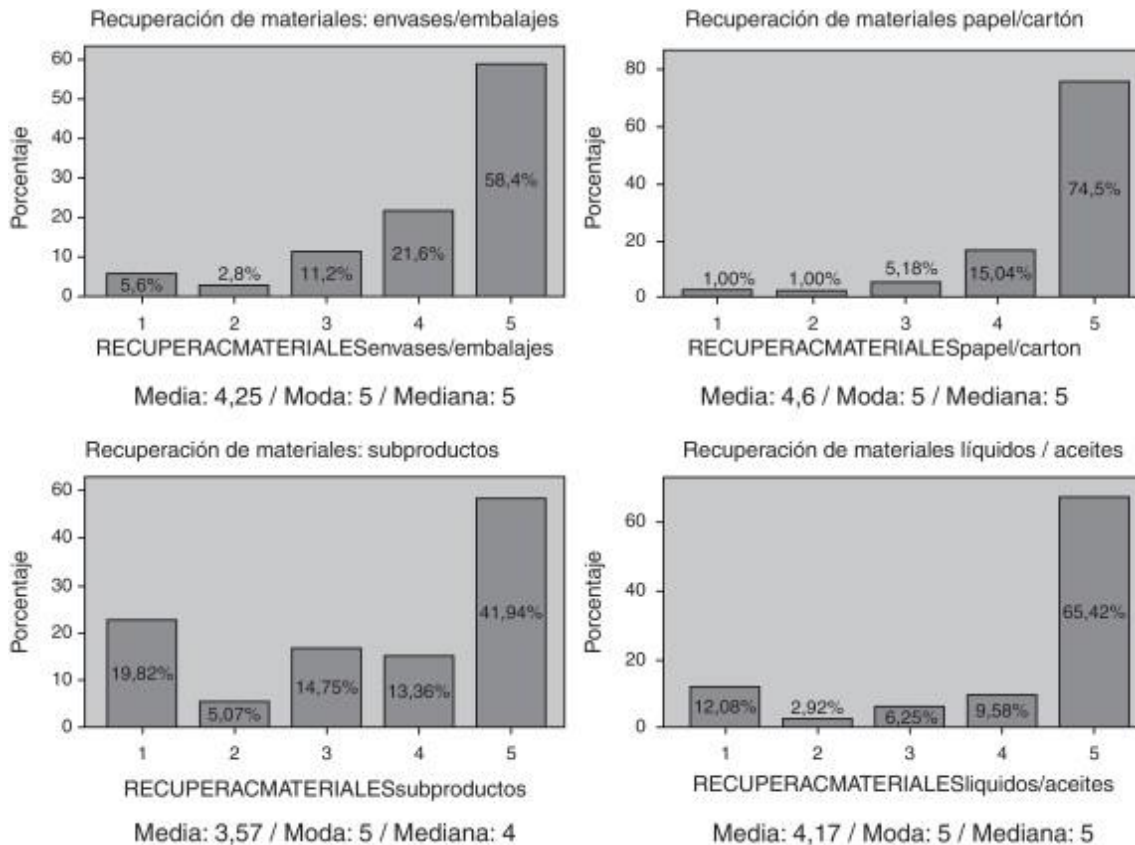 Recuperación de materiales: envases/embalajes
Porcentaje
60
50
40
30
20
10
0
5,6%
2,8%
11,2%
21,6%
58,4%
1 2 3 4 5
RECUPERACMATERIALESenvases/embalajes
Media: 4,25 / Moda: 5 / Mediana: 5
Recuperación de materiales papel/cartón
Porcentaje
80
60
40
20
0
1,00%
1,00%
5,18%
15,04%
74,5%
1 2 3 4 5
RECUPERACMATERIALESpapel/carton
Media: 4,6 / Moda: 5 / Mediana: 5
Recuperación de materiales: subproductos
Porcentaje
60
40
30
20
10
0
19,82%
5,07%
14,75%
13,36%
41,94%
1 2 3 4 5
RECUPERACMATERIALESsubproductos
Media: 3,57 / Moda: 5 / Mediana: 4
Recuperación de materiales líquidos / aceites
Porcentaje
60
40
20
0
12,08%
2,92%
6,25%
9,58%
65,42%
1 2 3 4 5
RECUPERACMATERIALESliquidos/aceites
Media: 4,17 / Moda: 5 / Mediana: 5